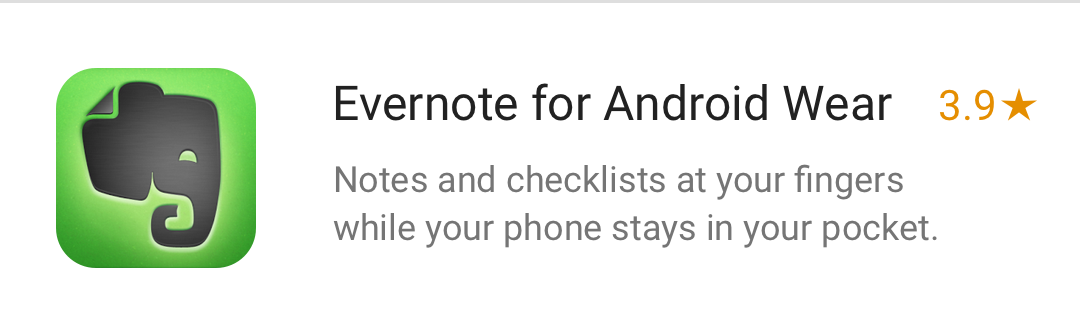 Evernote for Android Wear 3.9★
Notes and checklists at your fingers
while your phone stays in your pocket.